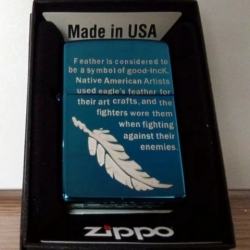 Made in USA
Feather is considered to
be a symbol of good-lncK.
Native American Artists
used eagle's feather for
their art crafts, and the
fighters wore them
when fighting
against their
enemies
zippo